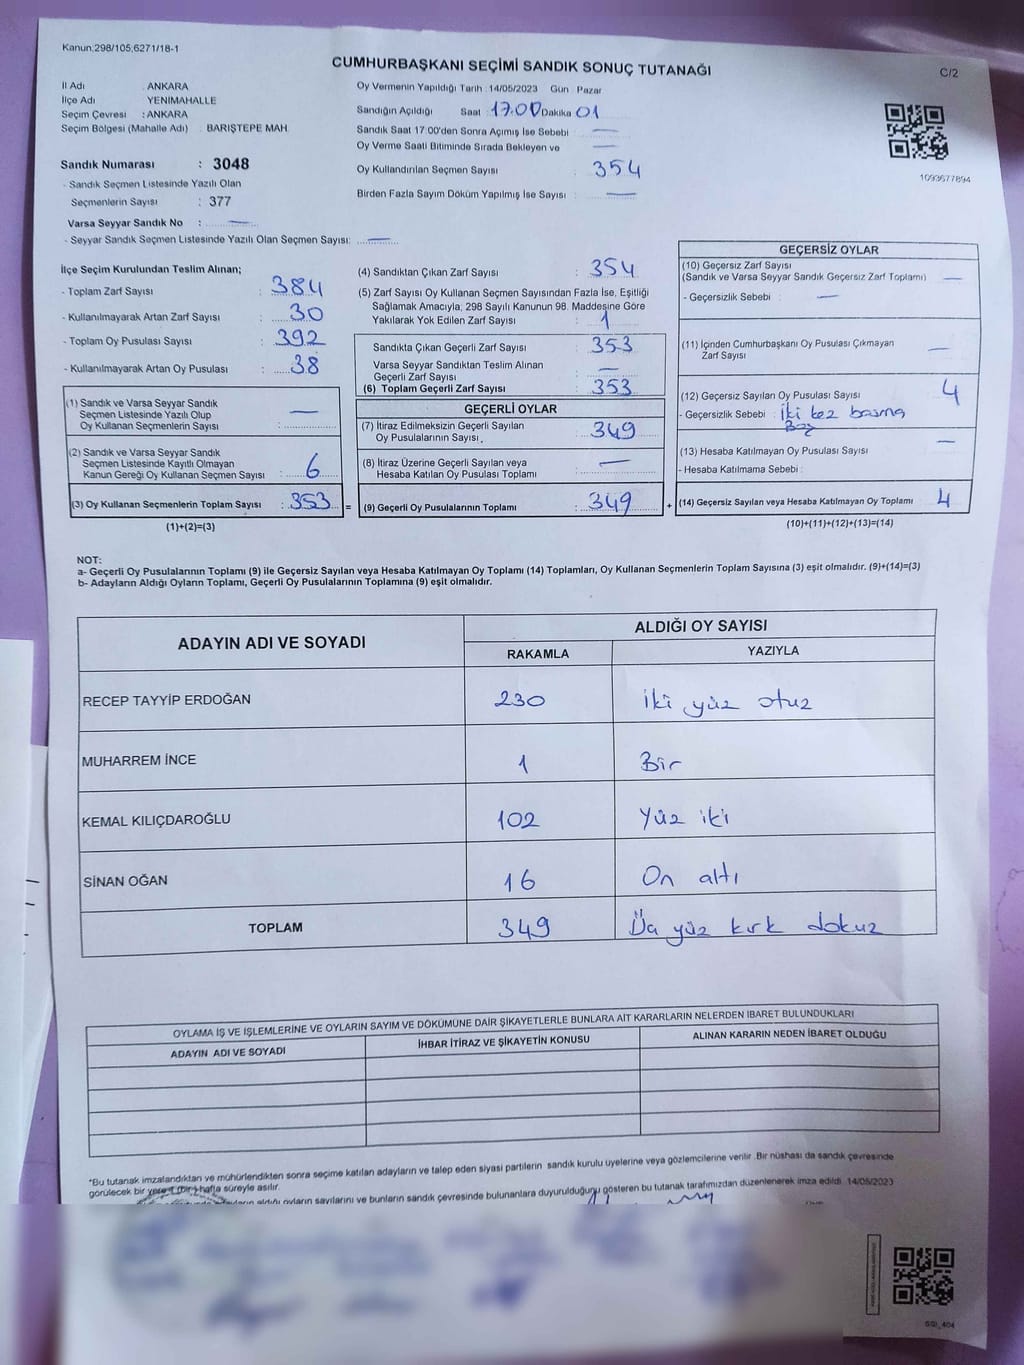 Kanun;298/105;6271/18-1
CUMHURBAŞKANI SEÇİMİ SANDIK SONUÇ TUTANAĞI
C/2
İl Adı : ANKARA
İlçe Adı YENİMAHALLE
Seçim Çevresi : ANKARA
Seçim Bölgesi (Mahalle Adı) : BARIŞTEPE MAH.
Sandık Numarası : 3048
- Sandık Seçmen Listesinde Yazılı Olan
Seçmenlerin Sayısı : 377
Varsa Seyyar Sandık No : —
- Seyyar Sandık Seçmen Listesinde Yazılı Olan Seçmen Sayısı: —
Oy Vermenin Yapıldığı Tarih : 14/05/2023 Gün : Pazar
Sandığın Açıldığı Saat : 17.00 Dakika 01
Sandık Saat 17:00'den Sonra Açımış İse Sebebi : —
Oy Verme Saati Bitiminde Sırada Bekleyen ve —
Oy Kullandırılan Seçmen Sayısı : 354
Birden Fazla Sayım Döküm Yapılmış İse Sayısı : —
1093677894
İlçe Seçim Kurulundan Teslim Alınan;
- Toplam Zarf Sayısı : 384
- Kullanılmayarak Artan Zarf Sayısı : 30
- Toplam Oy Pusulası Sayısı : 392
- Kullanılmayarak Artan Oy Pusulası : 38
(1) Sandık ve Varsa Seyyar Sandık
Seçmen Listesinde Yazılı Olup
Oy Kullanan Seçmenlerin Sayısı : —
(2) Sandık ve Varsa Seyyar Sandık
Seçmen Listesinde Kayıtlı Olmayan
Kanun Gereği Oy Kullanan Seçmen Sayısı : 6
(3) Oy Kullanan Seçmenlerin Toplam Sayısı : 353 =
(1)+(2)=(3)
(4) Sandıktan Çıkan Zarf Sayısı : 354
(5) Zarf Sayısı Oy Kullanan Seçmen Sayısından Fazla İse, Eşitliği
Sağlamak Amacıyla, 298 Sayılı Kanunun 98. Maddesine Göre
Yakılarak Yok Edilen Zarf Sayısı : 1
Sandıkta Çıkan Geçerli Zarf Sayısı : 353
Varsa Seyyar Sandıktan Teslim Alınan
Geçerli Zarf Sayısı : —
(6) Toplam Geçerli Zarf Sayısı : 353
GEÇERLİ OYLAR
(7) İtiraz Edilmeksizin Geçerli Sayılan
Oy Pusulalarının Sayısı . : 349
(8) İtiraz Üzerine Geçerli Sayılan veya
Hesaba Katılan Oy Pusulası Toplamı : —
(9) Geçerli Oy Pusulalarının Toplamı : 349 +
GEÇERSİZ OYLAR
(10) Geçersiz Zarf Sayısı
(Sandık ve Varsa Seyyar Sandık Geçersiz Zarf Toplamı) —
- Geçersizlik Sebebi : —
(11) İçinden Cumhurbaşkanı Oy Pusulası Çıkmayan
Zarf Sayısı —
(12) Geçersiz Sayılan Oy Pusulası Sayısı 4
- Geçersizlik Sebebi : İki kez basma
(13) Hesaba Katılmayan Oy Pusulası Sayısı —
- Hesaba Katılmama Sebebi :
(14) Geçersiz Sayılan veya Hesaba Katılmayan Oy Toplamı 4
(10)+(11)+(12)+(13)=(14)
NOT:
a- Geçerli Oy Pusulalarının Toplamı (9) ile Geçersiz Sayılan veya Hesaba Katılmayan Oy Toplamı (14) Toplamları, Oy Kullanan Seçmenlerin Toplam Sayısına (3) eşit olmalıdır. (9)+(14)=(3)
b- Adayların Aldığı Oyların Toplamı, Geçerli Oy Pusulalarının Toplamına (9) eşit olmalıdır.
ADAYIN ADI VE SOYADI
ALDIĞI OY SAYISI
RAKAMLA YAZIYLA
RECEP TAYYİP ERDOĞAN 230 İki yüz otuz
MUHARREM İNCE 1 Bir
KEMAL KILIÇDAROĞLU 102 Yüz iki
SİNAN OĞAN 16 On altı
TOPLAM 349 yüz kırk dokuz
OYLAMA İŞ VE İŞLEMLERİNE VE OYLARIN SAYIM VE DÖKÜMÜNE DAİR ŞİKAYETLERLE BUNLARA AİT KARARLARIN NELERDEN İBARET BULUNDUKLARI
ADAYIN ADI VE SOYADI İHBAR İTİRAZ VE ŞİKAYETİN KONUSU ALINAN KARARIN NEDEN İBARET OLDUĞU
*Bu tutanak imzalandıktan ve mühürlendikten sonra seçime katılan adayların ve talep eden siyasi partilerin sandık kurulu üyelerine veya gözlemcilerine verilir .Bir nüshası da sandık çevresinde
görülecek bir yere 1 (bir) hafta süreyle asılır.
aldığı oyların sayılarını ve bunların sandık çevresinde bulunanlara duyurulduğunu gösteren bu tutanak tarafımızdan düzenlenerek imza edildi. 14/05/2023